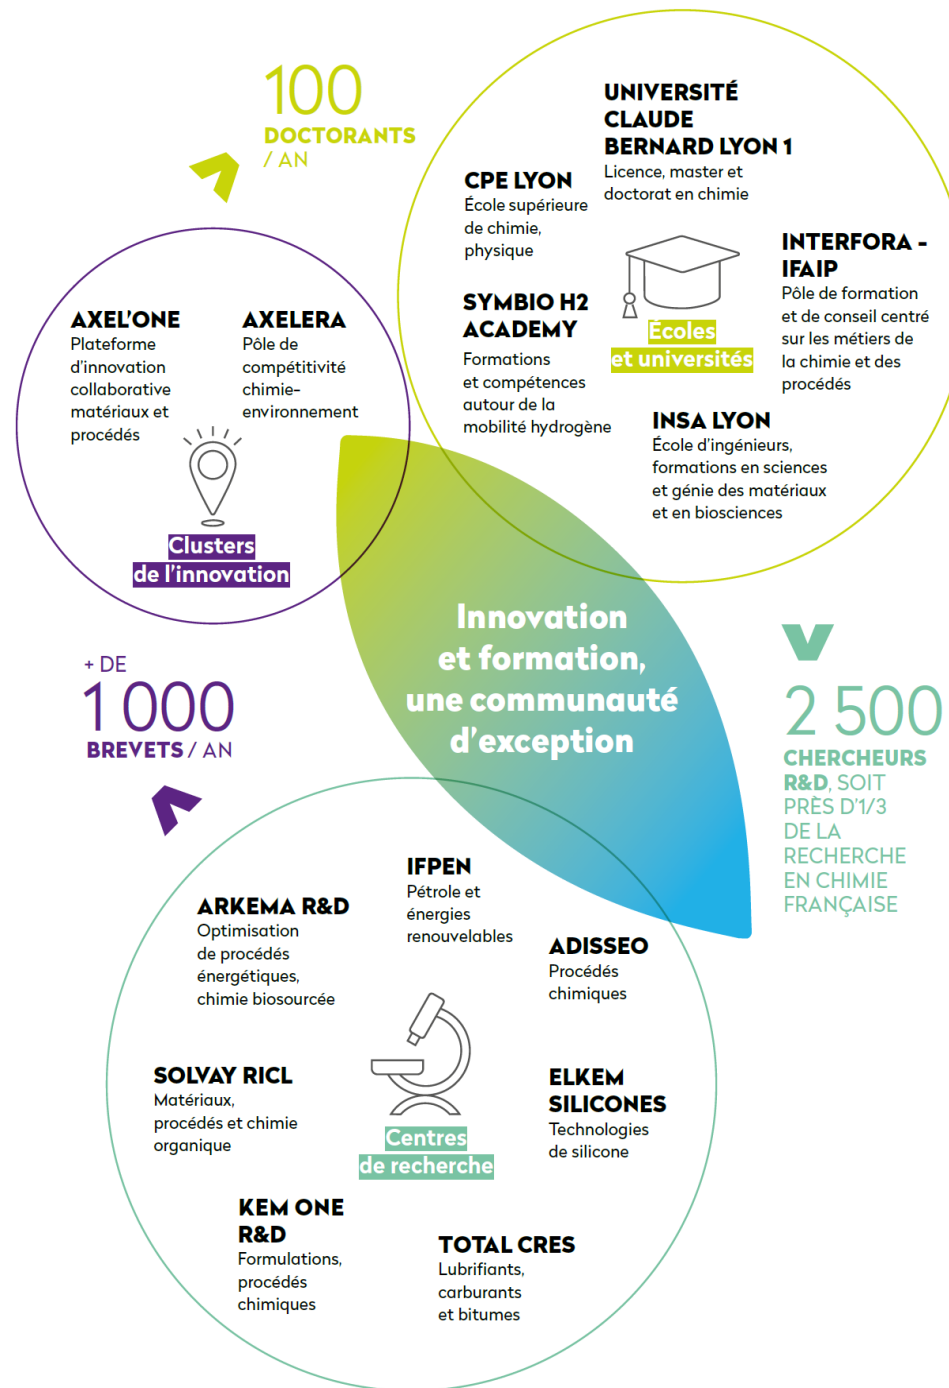 100
DOCTORANTS
/ AN
UNIVERSITÉ
CLAUDE
BERNARD LYON 1
Licence, master et
doctorat en chimie
CPE LYON
École supérieure
de chimie,
physique
INTERFORA -
IFAIP
Pôle de formation
et de conseil centré
sur les métiers de
la chimie et des
procédés
SYMBIO H2
ACADEMY
Formations
et compétences
autour de la
mobilité hydrogène
Écoles
et universités
INSA LYON
École d'ingénieurs,
formations en sciences
et génie des matériaux
et en biosciences
AXEL'ONE
Plateforme
d'innovation
collaborative
matériaux et
procédés
AXELERA
Pôle de
compétitivité
chimie-
environnement
Clusters
de l'innovation
Innovation
et formation,
une communauté
d'exception
+ DE
1 000
BREVETS / AN
2 500
CHERCHEURS
R&D, SOIT
PRÈS D'1/3
DE LA
RECHERCHE
EN CHIMIE
FRANÇAISE
IFPEN
Pétrole et
énergies
renouvelables
ARKEMA R&D
Optimisation
de procédés
énergétiques,
chimie biosourcée
ADISSEO
Procédés
chimiques
SOLVAY RICL
Matériaux,
procédés et chimie
organique
ELKEM
SILICONES
Technologies
de silicone
Centres
de recherche
KEM ONE
R&D
Formulations,
procédés
chimiques
TOTAL CRES
Lubrifiants,
carburants
et bitumes